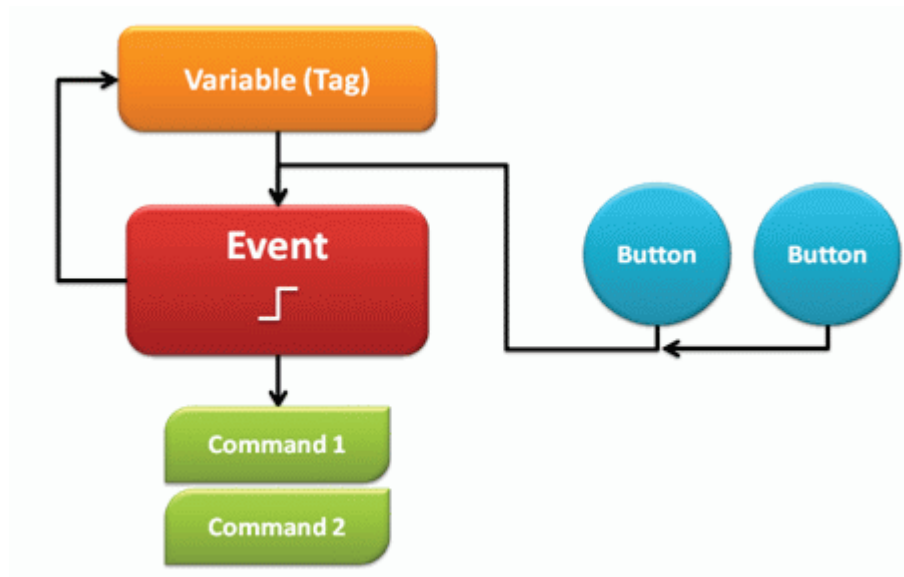 Variable (Tag)
Event
Button
Button
Command 1
Command 2